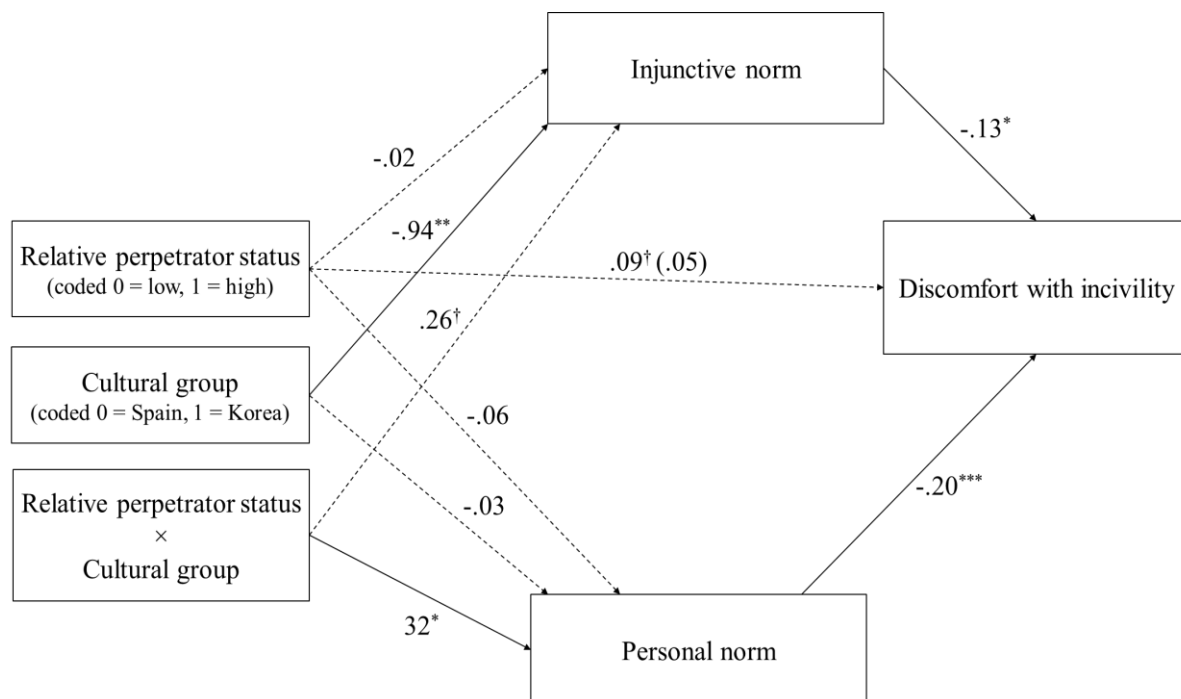 Injunctive norm
-.13*
-.02
-.94**
Relative perpetrator status
(coded 0 = low, 1 = high)
.09† (.05)
Discomfort with incivility
.26†
Cultural group
(coded 0 = Spain, 1 = Korea)
-.06
-.03
-.20***
Relative perpetrator status
×
Cultural group
32*
Personal norm